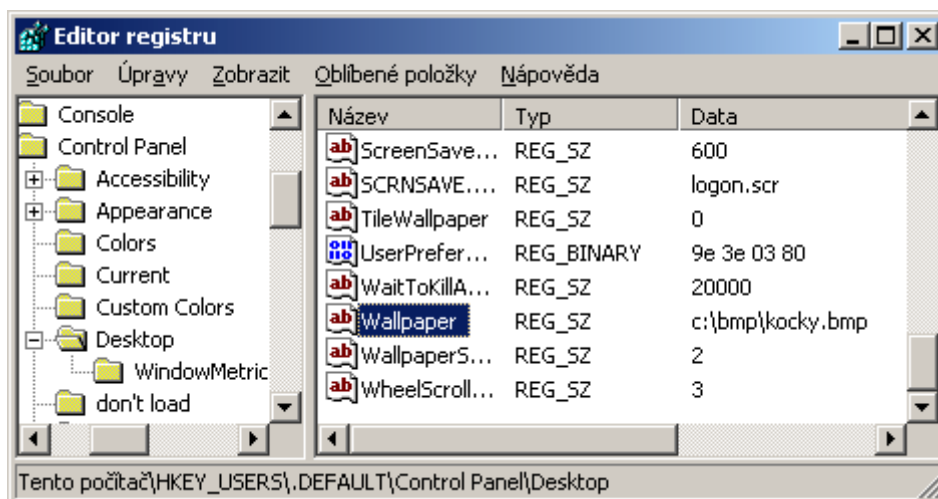 Editor registru
Soubor Úpravy Zobrazit Oblíbené položky Nápověda
Console
Control Panel
Accessibility
Appearance
Colors
Current
Custom Colors
Desktop
WindowMetric
don't load
Název Typ Data
ScreenSave... REG_SZ 600
SCRNSAVE.... REG_SZ logon.scr
TileWallpaper REG_SZ 0
UserPrefer... REG_BINARY 9e 3e 03 80
WaitToKillA... REG_SZ 20000
Wallpaper REG_SZ c:\bmp\kocky.bmp
WallpaperS... REG_SZ 2
WheelScroll... REG_SZ 3
Tento počítač\HKEY_USERS\.DEFAULT\Control Panel\Desktop